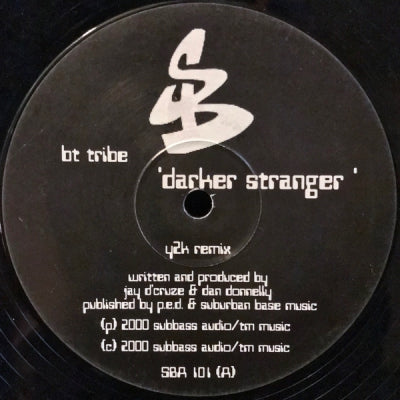 bt tribe
'darker stranger '
y2k remix
written and produced by
jay d'cruze & dan donnelly
published by p.e.d. & suburban base music
(p) 2000 subbass audio/tm music
(c) 2000 subbass audio/tm music
SBA 101 (A)